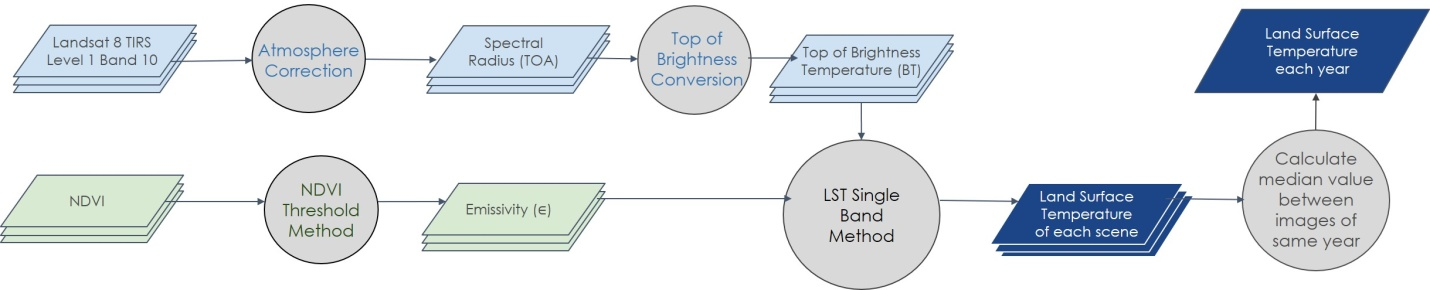 Landsat 8 TIRS
Level 1 Band 10
Atmosphere
Correction
Spectral
Radius (TOA)
Top of
Brightness
Conversion
Top of Brightness
Temperature (BT)
Land Surface
Temperature
each year
NDVI
NDVI
Threshold
Method
Emissivity (∈)
LST Single
Band
Method
Land Surface
Temperature
of each scene
Calculate
median value
between
images of
same year